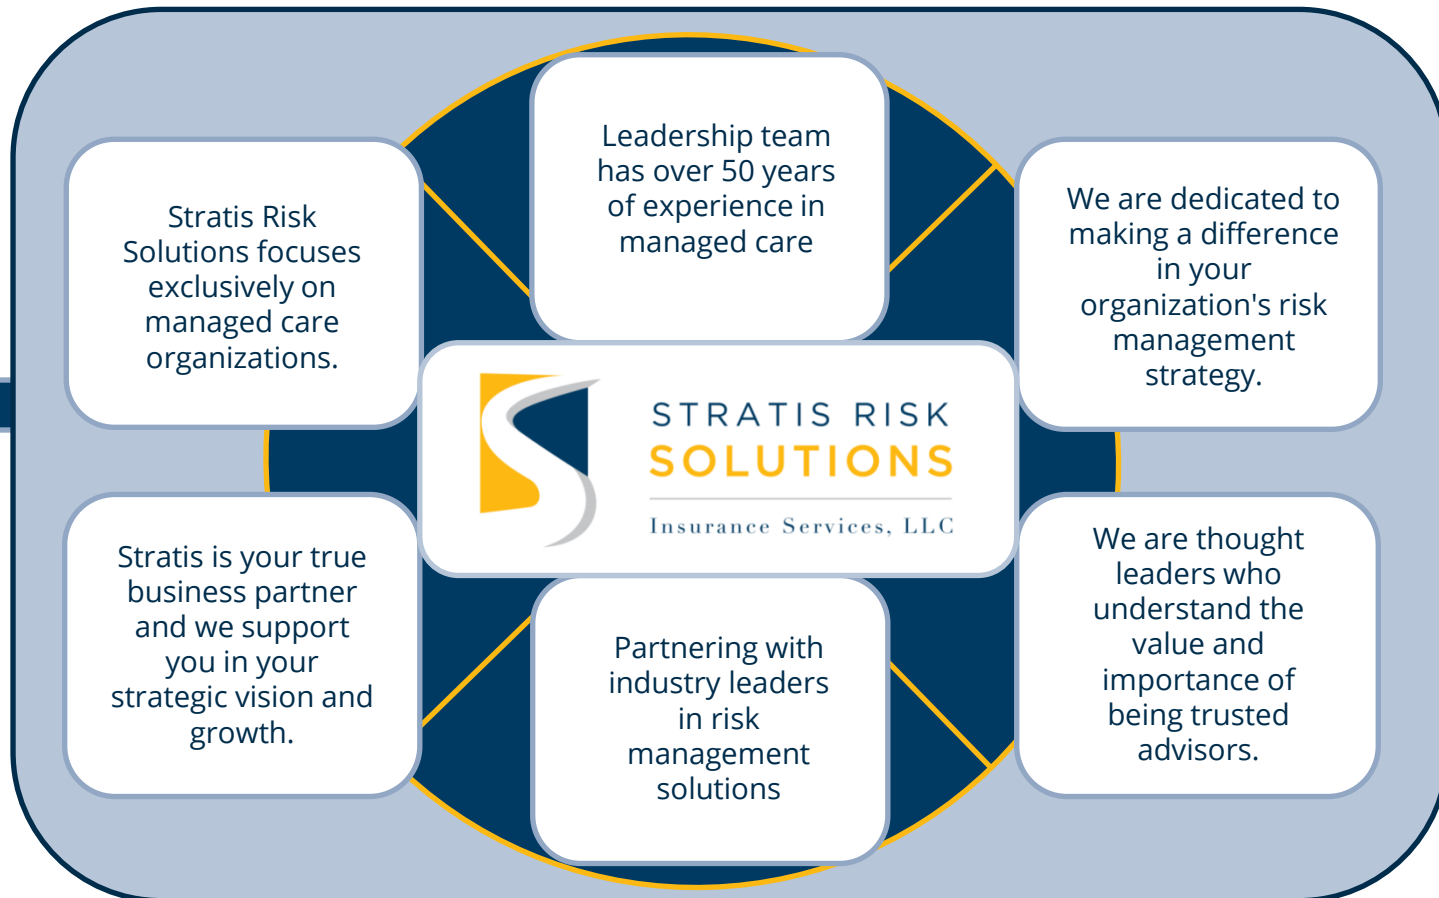 Leadership team
has over 50 years
of experience in
managed care
Stratis Risk
Solutions focuses
exclusively on
managed care
organizations.
We are dedicated to
making a difference
in your
organization's risk
management
strategy.
STRATIS RISK
SOLUTIONS
Insurance Services, LLC
Stratis is your true
business partner
and we support
you in your
strategic vision and
growth.
Partnering with
industry leaders
in risk
management
solutions
We are thought
leaders who
understand the
value and
importance of
being trusted
advisors.